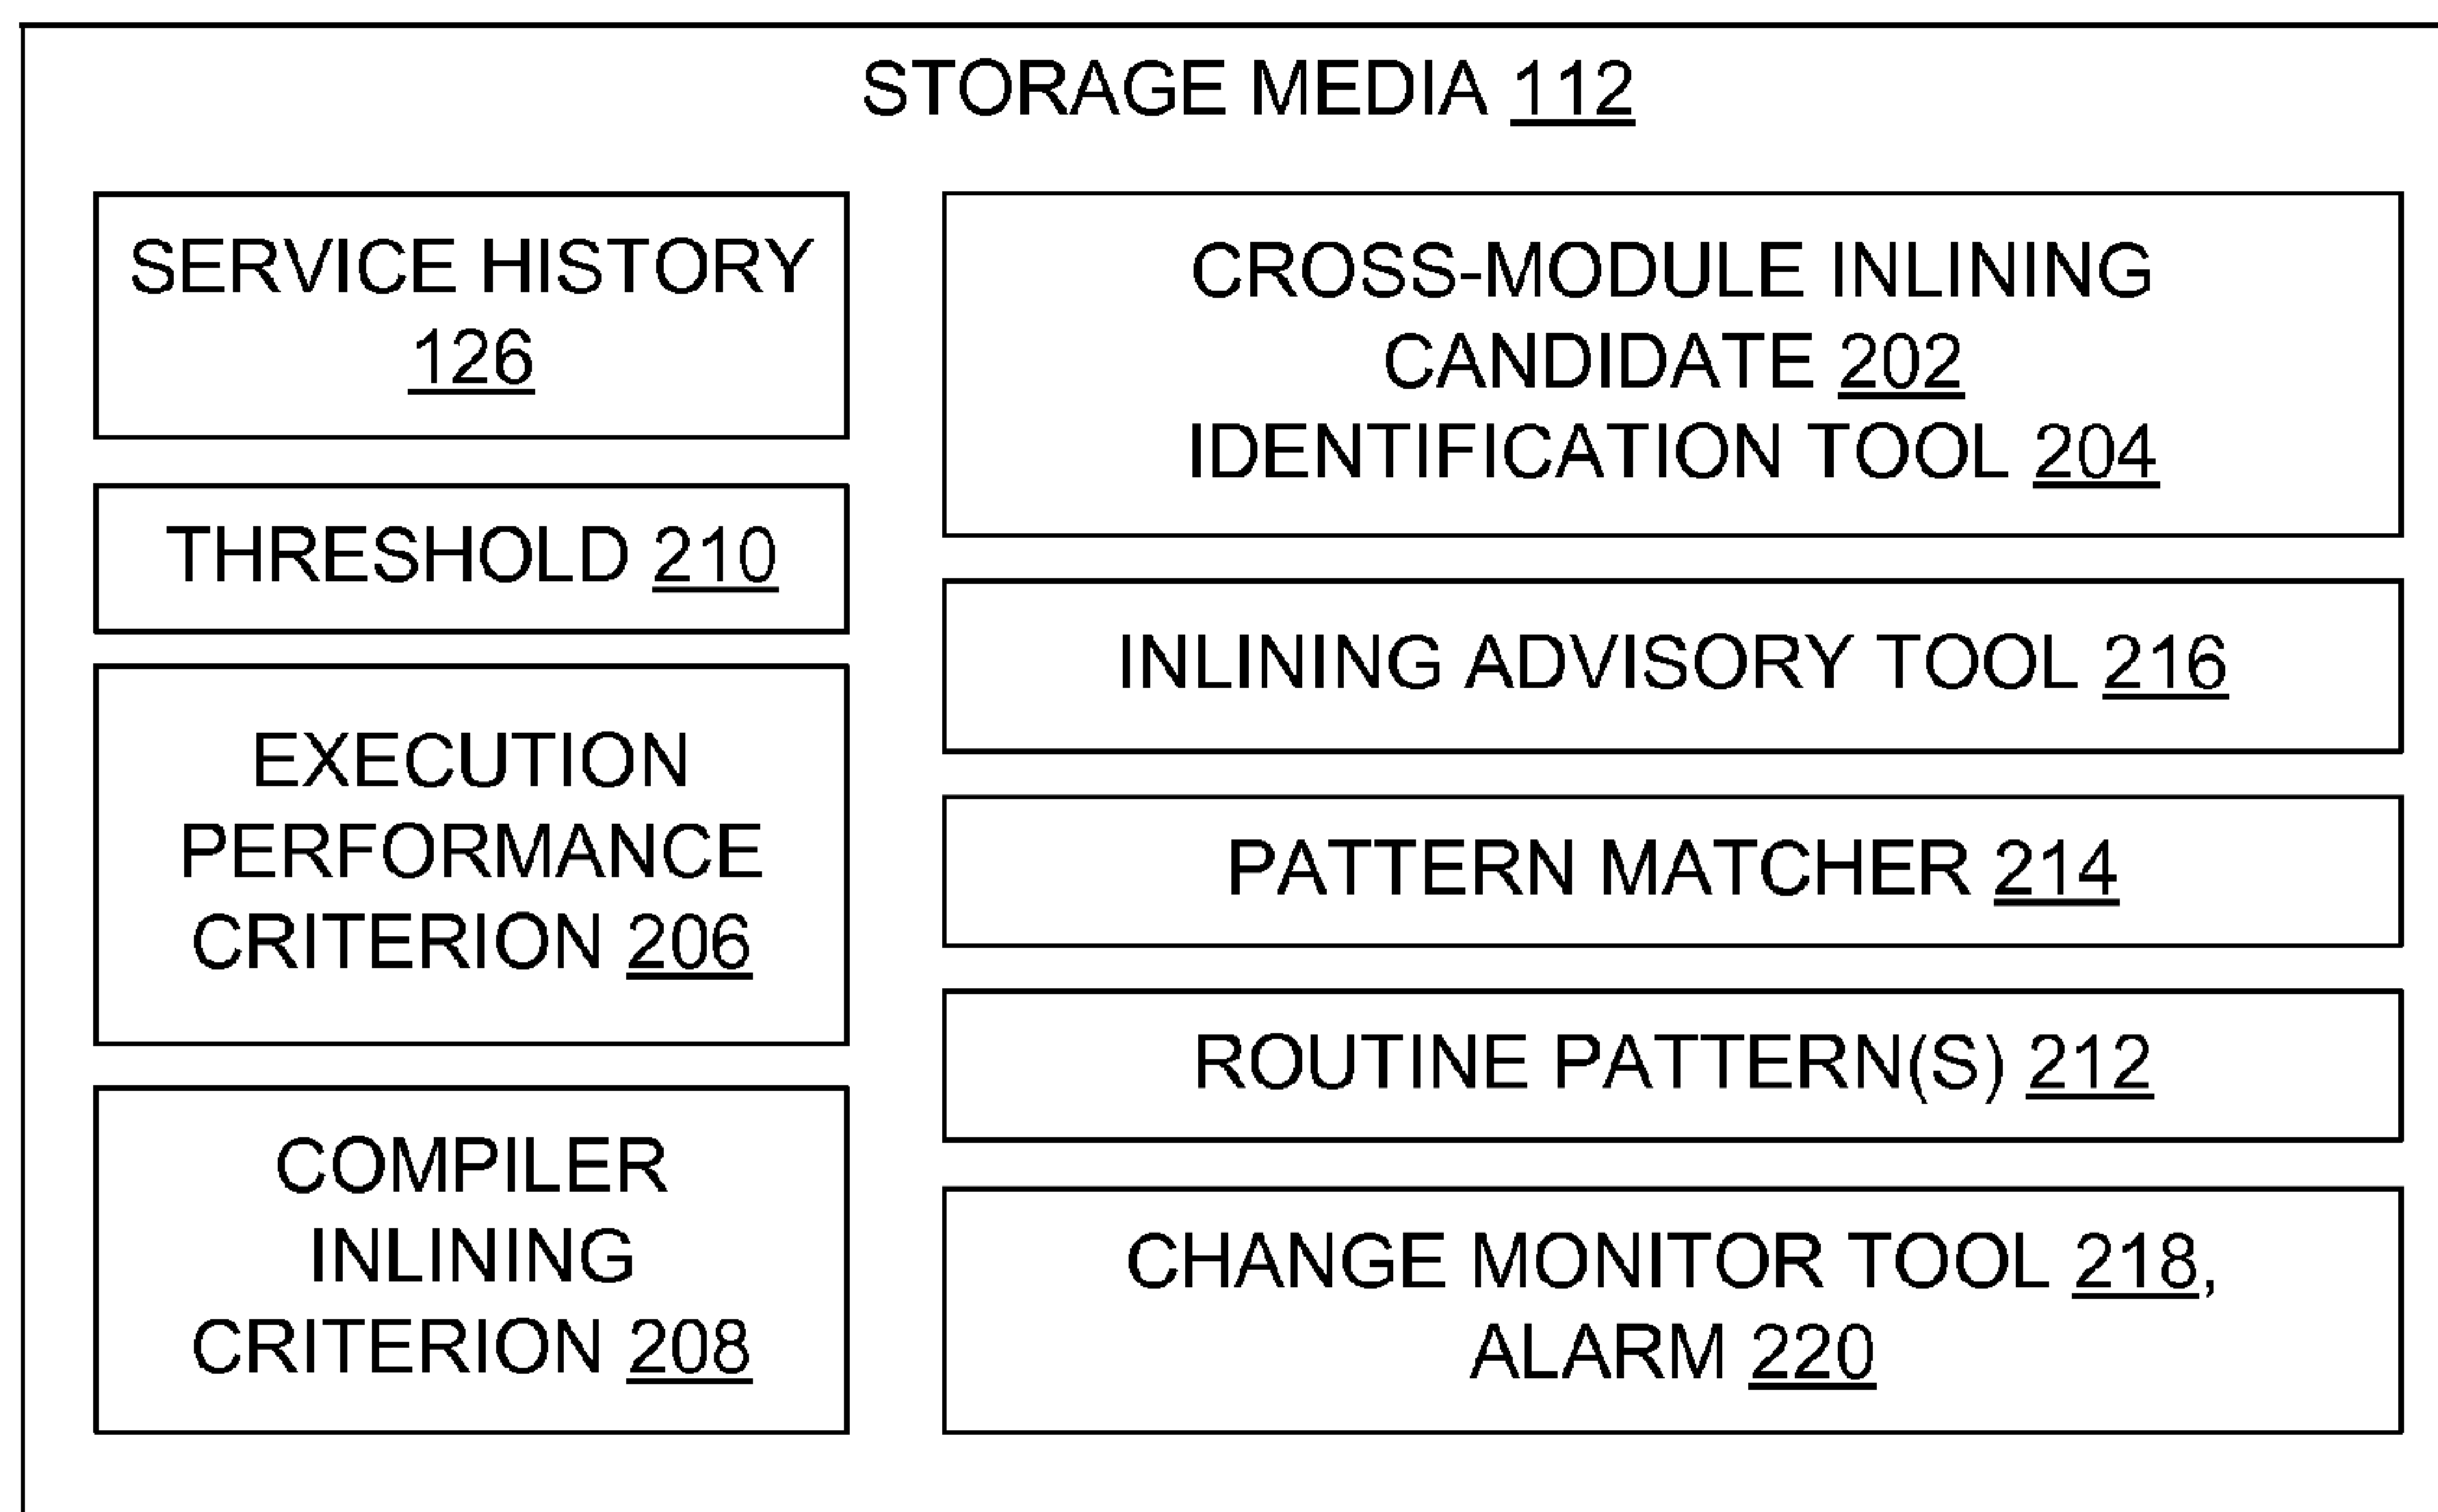 STORAGE MEDIA 112
SERVICE HISTORY
126
THRESHOLD 210
EXECUTION
PERFORMANCE
CRITERION 206
COMPILER
INLINING
CRITERION 208
CROSS-MODULE INLINING
CANDIDATE 202
IDENTIFICATION TOOL 204
INLINING ADVISORY TOOL 216
PATTERN MATCHER 214
ROUTINE PATTERN(S) 212
CHANGE MONITOR TOOL 218,
ALARM 220